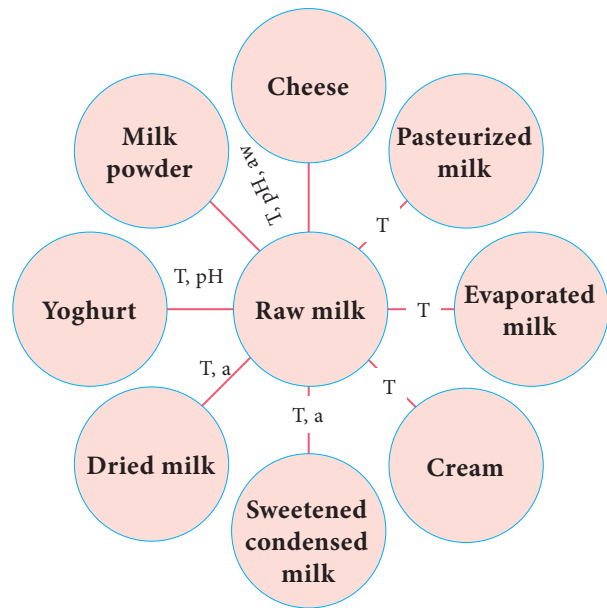 Cheese
Milk
powder
Pasteurized
milk
T, pH, aw
T
T, pH
Yoghurt
Raw milk
T
Evaporated
milk
T, a
T
T, a
Dried milk
Cream
Sweetened
condensed
milk